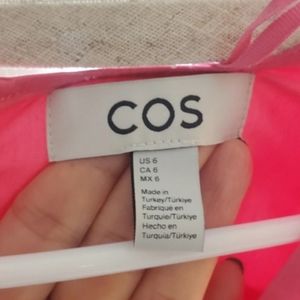 COS
US 6
CA 6
MX 6
Made in
Turkey/Türkiye
Fabriqué en
Turquie/Türkiye
Hecho en
Turquía/Türkiye